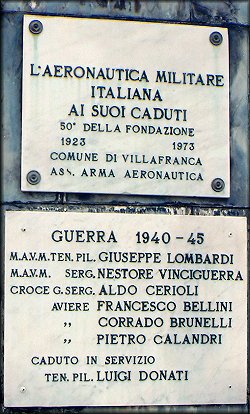 L'AERONAUTICA MILITARE
ITALIANA
AI SUOI CADUTI
50° DELLA FONDAZIONE
1923 1973
COMUNE DI VILLAFRANCA
ASS. ARMA AERONAUTICA
GUERRA 1940-45
M.A.V.M. TEN. PIL. GIUSEPPE LOMBARDI
M.A.V.M. SERG. NESTORE VINCIGUERRA
CROCE G. SERG. ALDO CERIOLI
AVIERE FRANCESCO BELLINI
,, CORRADO BRUNELLI
,, PIETRO CALANDRI
CADUTO IN SERVIZIO
TEN. PIL. LUIGI DONATI